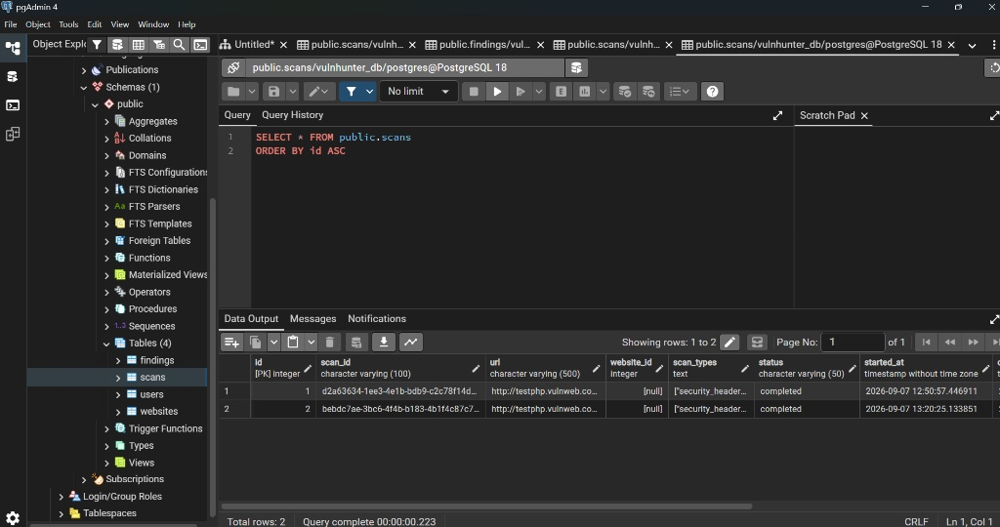 pgAdmin 4
File Object Tools Edit View Window Help
Object Explo
Untitled* × public.scans/vulnh... × public.findings/vul... × public.scans/vulnh... × public.scans/vulnhunter_db/postgres@PostgreSQL 18 ×
public.scans/vulnhunter_db/postgres@PostgreSQL 18
No limit
Query Query History
Scratch Pad ×
1 SELECT * FROM public.scans
2 ORDER BY id ASC
Publications
Schemas (1)
public
Aggregates
Collations
Domains
FTS Configurations
FTS Dictionaries
Aa FTS Parsers
FTS Templates
Foreign Tables
Functions
Materialized Views
Operators
Procedures
1..3 Sequences
Tables (4)
findings
scans
users
websites
Trigger Functions
Types
Views
Subscriptions
Login/Group Roles
Tablespaces
Data Output Messages Notifications
Showing rows: 1 to 2 Page No: 1 of 1
id scan_id url website_id scan_types status started_at
[PK] integer character varying (100) character varying (500) integer text character varying (50) timestamp without time zone
1 1 d2a63634-1ee3-4e1b-bdb9-c2c78f14d... http://testphp.vulnweb.co... [null] ["security_header... completed 2026-09-07 12:50:57.446911
2 2 bebdc7ae-3bc6-4f4b-b183-4b1f4c87c7... http://testphp.vulnweb.co... [null] ["security_header... completed 2026-09-07 13:20:25.133851
Total rows: 2 Query complete 00:00:00.223 CRLF Ln 1, Col 1